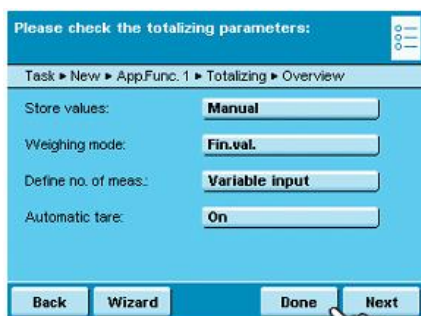 Please check the totalizing parameters:
Task ▸ New ▸ App.Func. 1 ▸ Totalizing ▸ Overview
Store values: Manual
Weighing mode: Fin.val.
Define no. of meas.: Variable input
Automatic tare: On
Back Wizard Done Next